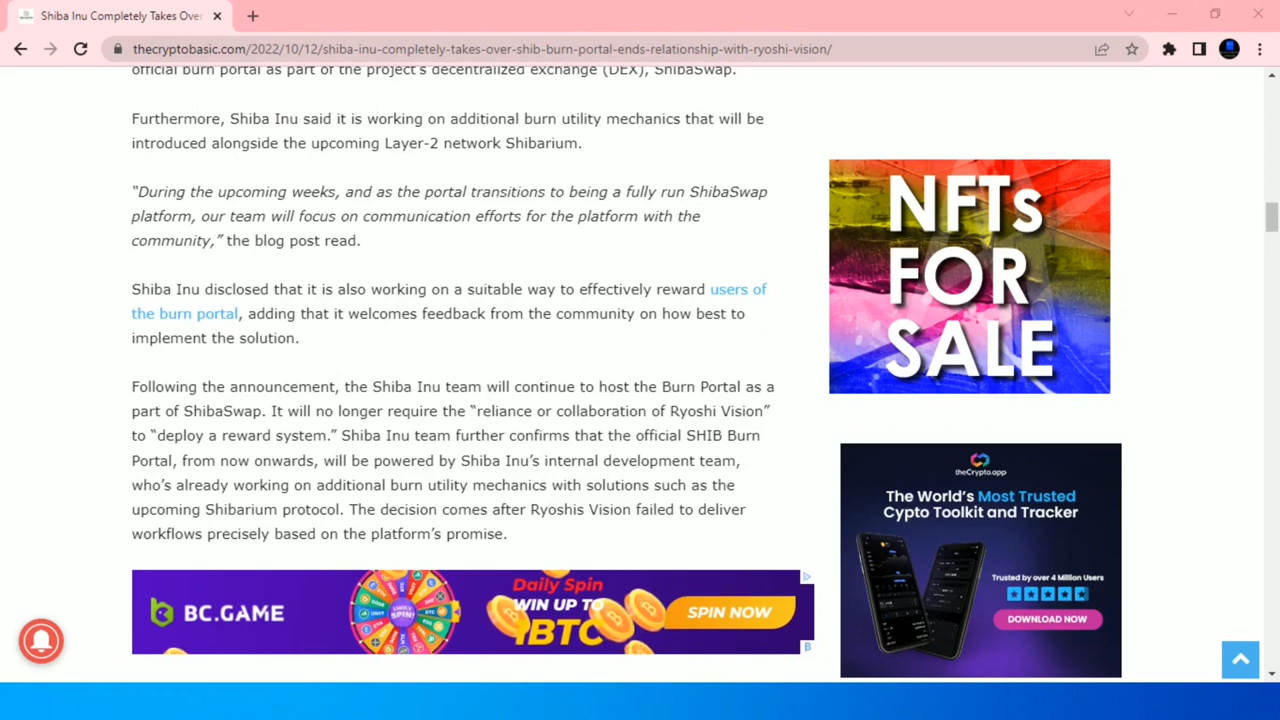 Shiba Inu Completely Takes Over
thecryptobasic.com/2022/10/12/shiba-inu-completely-takes-over-shib-burn-portal-ends-relationship-with-ryoshi-vision/
official burn portal as part of the project's decentralized exchange (DEX), ShibaSwap.
Furthermore, Shiba Inu said it is working on additional burn utility mechanics that will be
introduced alongside the upcoming Layer-2 network Shibarium.
“During the upcoming weeks, and as the portal transitions to being a fully run ShibaSwap
platform, our team will focus on communication efforts for the platform with the
community,” the blog post read.
Shiba Inu disclosed that it is also working on a suitable way to effectively reward users of
the burn portal, adding that it welcomes feedback from the community on how best to
implement the solution.
Following the announcement, the Shiba Inu team will continue to host the Burn Portal as a
part of ShibaSwap. It will no longer require the “reliance or collaboration of Ryoshi Vision”
to “deploy a reward system.” Shiba Inu team further confirms that the official SHIB Burn
Portal, from now onwards, will be powered by Shiba Inu’s internal development team,
who’s already working on additional burn utility mechanics with solutions such as the
upcoming Shibarium protocol. The decision comes after Ryoshis Vision failed to deliver
workflows precisely based on the platform’s promise.
BC.GAME
LUCKY
SPIN!
Daily Spin
WIN UP TO
1BTC
SPIN NOW
B
NFTs
FOR
SALE
theCrypto.app
The World's Most Trusted
Cypto Toolkit and Tracker
Trusted by over 4 Million Users
DOWNLOAD NOW